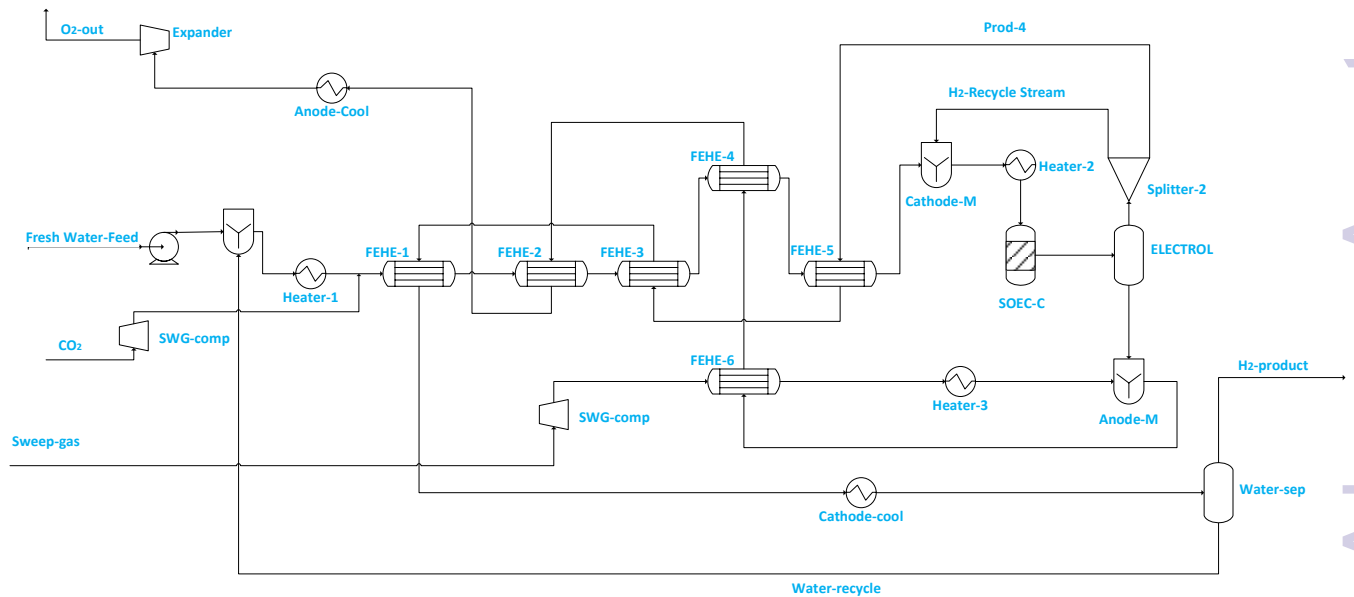 Prod-4
O2-out
Expander
H2-Recycle Stream
Anode-Cool
FEHE-4
Heater-2
Splitter-2
Cathode-M
Fresh Water-Feed
FEHE-1
FEHE-2
FEHE-3
FEHE-5
ELECTROL
Heater-1
SOEC-C
SWG-comp
CO2
FEHE-6
H2-product
Heater-3
SWG-comp
Anode-M
Sweep-gas
Water-sep
Cathode-cool
Water-recycle